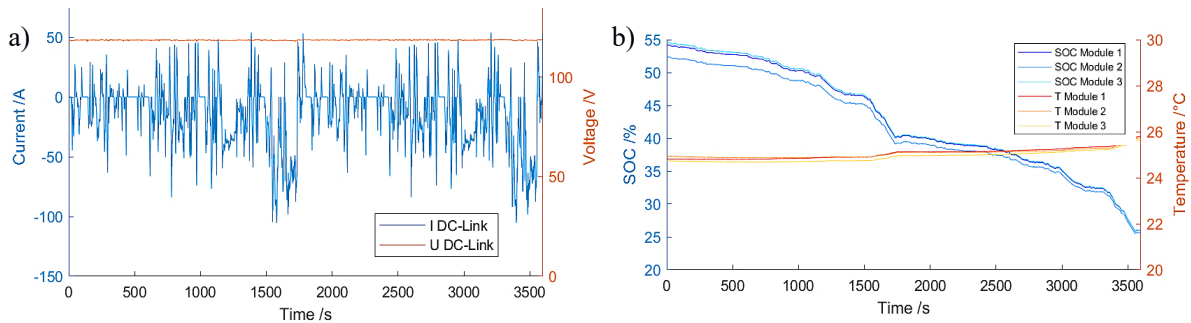 a)
50
0
-50
-100
-150
Current /A
100
50
0
Voltage /V
I DC-Link
U DC-Link
0
500
1000
1500
2000
2500
3000
3500
Time /s
b)
55
50
45
40
35
30
25
20
SOC /%
30
28
26
24
22
20
Temperature /°C
SOC Module 1
SOC Module 2
SOC Module 3
T Module 1
T Module 2
T Module 3
0
500
1000
1500
2000
2500
3000
3500
Time /s